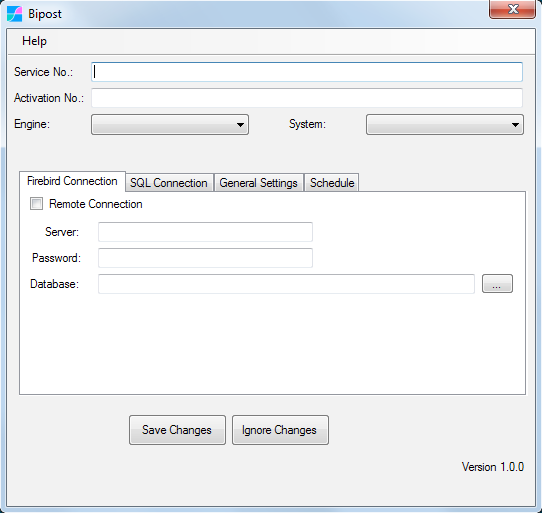 Bipost
Help
Service No.:
Activation No.:
Engine: System:
Firebird Connection SQL Connection General Settings Schedule
Remote Connection
Server:
Password:
Database: ...
Save Changes Ignore Changes
Version 1.0.0